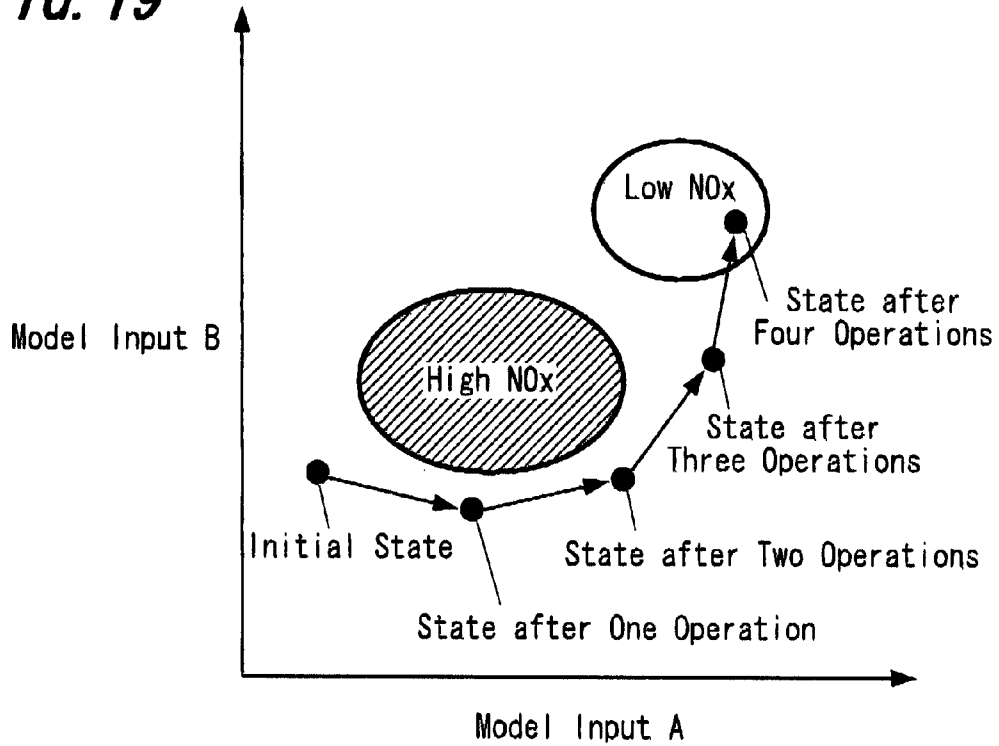 19
Low NOx
State after
Four Operations
Model Input B
High NOx
State after
Three Operations
Initial State
State after Two Operations
State after One Operation
Model Input A